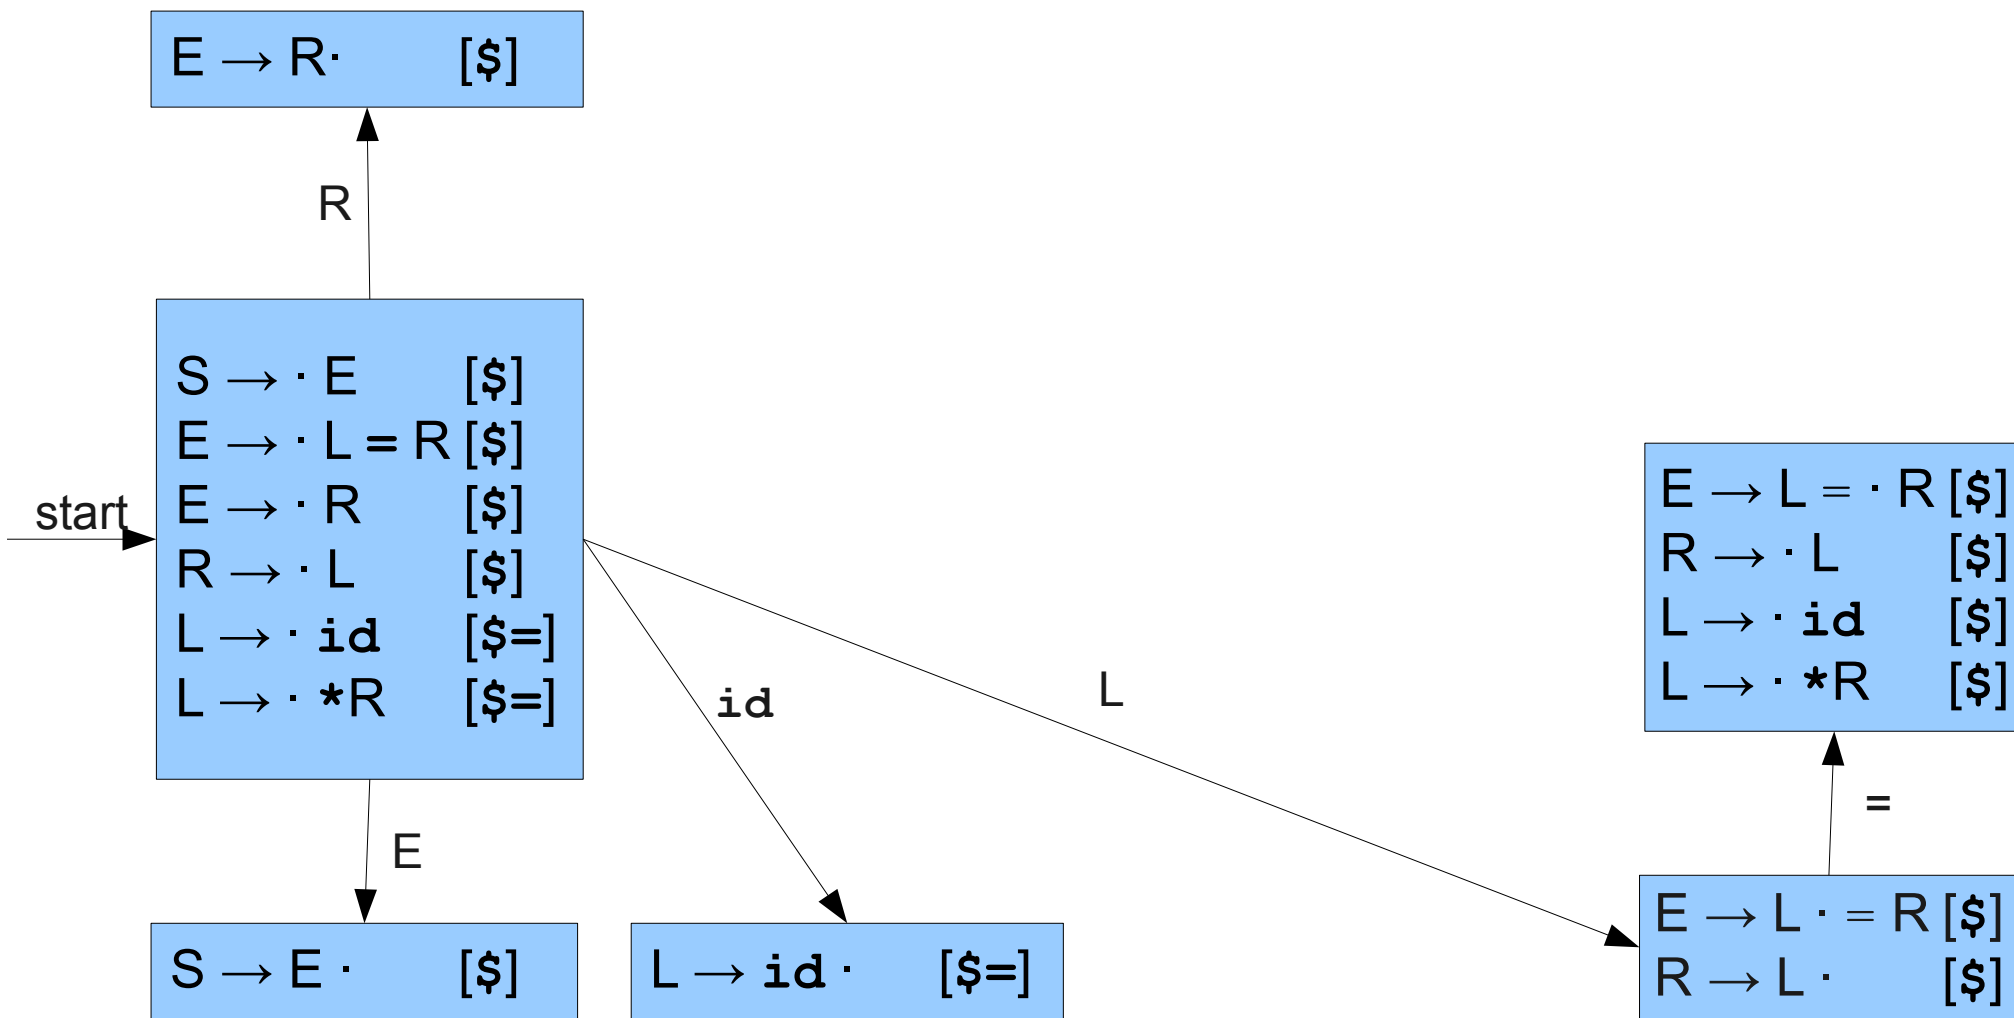 E → R· [$]
R
S → · E [$]
E → · L = R [$]
E → · R [$]
R → · L [$]
L → · id [$=]
L → · *R [$=]
start
E
S → E · [$]
id
L → id · [$=]
L
E → L = · R [$]
R → · L [$]
L → · id [$]
L → · *R [$]
=
E → L · = R [$]
R → L · [$]